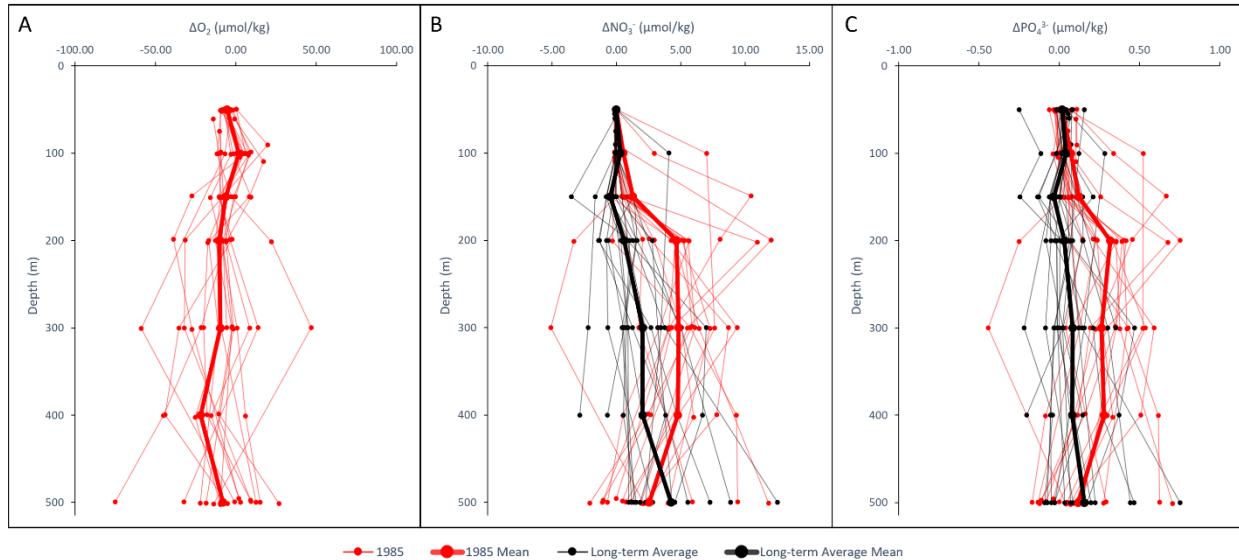 A
ΔO₂ (μmol/kg)
-100.00 -50.00 0.00 50.00 100.00
0
100
200
300
400
500
Depth (m)
B
ΔNO₃⁻ (μmol/kg)
-10.00 -5.00 0.00 5.00 10.00 15.00
0
100
200
300
400
500
Depth (m)
C
ΔPO₄³⁻ (μmol/kg)
-1.00 -0.50 0.00 0.50 1.00
0
100
200
300
400
500
Depth (m)
1985 1985 Mean Long-term Average Long-term Average Mean